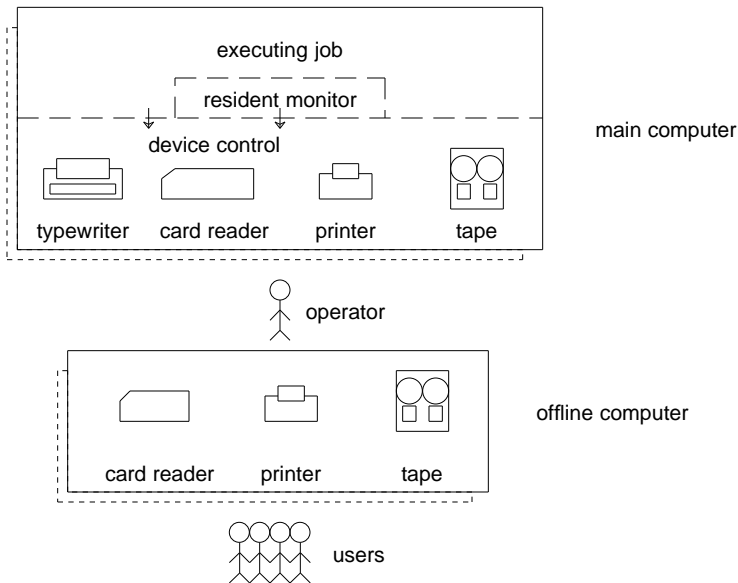 executing job
resident monitor
main computer
device control
typewriter card reader printer tape
operator
offline computer
card reader printer tape
users